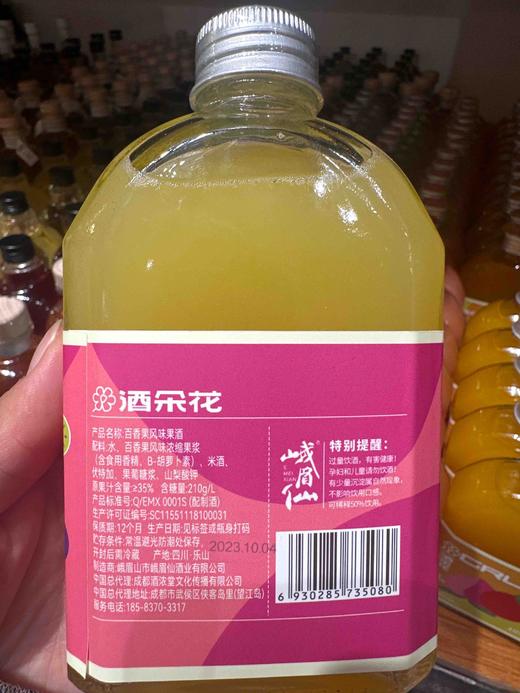 酒朵花
产品名称:百香果风味果酒
配料:水、百香果风味浓缩果浆
(含食用香精、B-胡萝卜素)、米酒、
伏特加、果葡糖浆、山梨酸钾
原果汁含量≥35% 含糖量:210g/L
产品标准号:Q/EMX 0001S (配制酒)
生产许可证编号:SC11551118100031
保质期:12个月 生产日期:见标签或瓶身打码
2023.10.04
贮存条件:常温避光防潮处保存,
开封后需冷藏 产地:四川·乐山
制造商:峨眉山市峨眉仙酒业有限公司
中国总代理:成都酒浓堂文化传播有限公司
中国总代理地址:成都市武侯区侠客岛里(望江岛)
服务电话:185-8370-3317
峨眉仙
E MEI
XIAN
特别提醒:
过量饮酒,有害健康!
孕妇和儿童请勿饮酒!
有少量沉淀属自然现象,
不影响饮用口感。
可稀释50%饮用。
6 930285 735080